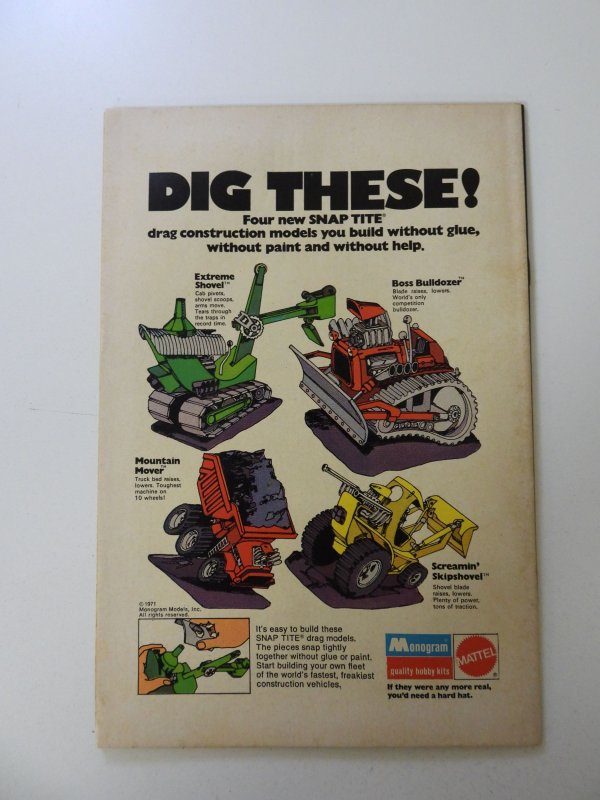 DIG THESE!
Four new SNAP TITE®
drag construction models you build without glue,
without paint and without help.
Extreme
Shovel™
Cab pivets,
shovel scoops,
arms move.
Tears through
the traps in
record time.
Boss Bulldozer™
Blade raises, lowers.
World's only
competition
bulldozer.
Mountain
Mover™
Truck bed raises,
lowers. Toughest
machine on
10 wheels!
Screamin'
Skipshovel™
Shovel blade
raises, lowers.
Plenty of power,
tons of traction.
©1971
Monogram Models, Inc.
All rights reserved.
It's easy to build these
SNAP TITE® drag models.
The pieces snap tightly
together without glue or paint.
Start building your own fleet
of the world's fastest, freakiest
construction vehicles.
Monogram
quality hobby kits
MATTEL
®
If they were any more real,
you'd need a hard hat.